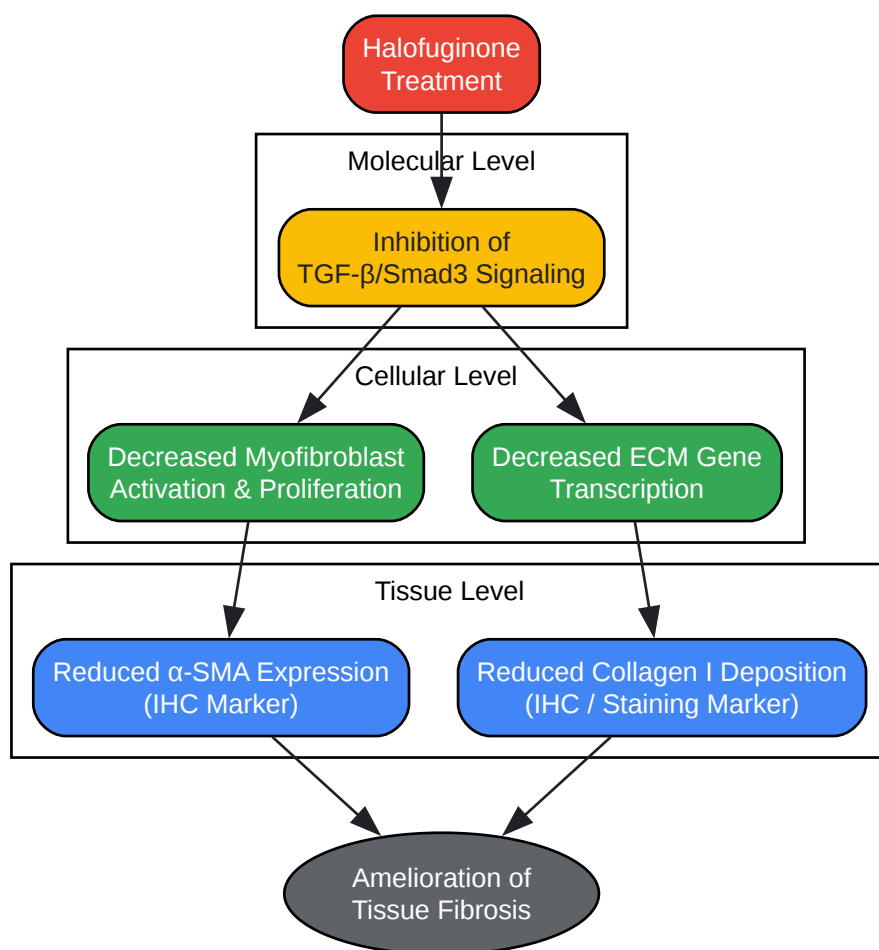 Halofuginone
Treatment
Molecular Level
Inhibition of
TGF-β/Smad3 Signaling
Cellular Level
Decreased Myofibroblast
Activation & Proliferation
Decreased ECM Gene
Transcription
Tissue Level
Reduced α-SMA Expression
(IHC Marker)
Reduced Collagen I Deposition
(IHC / Staining Marker)
Amelioration of
Tissue Fibrosis